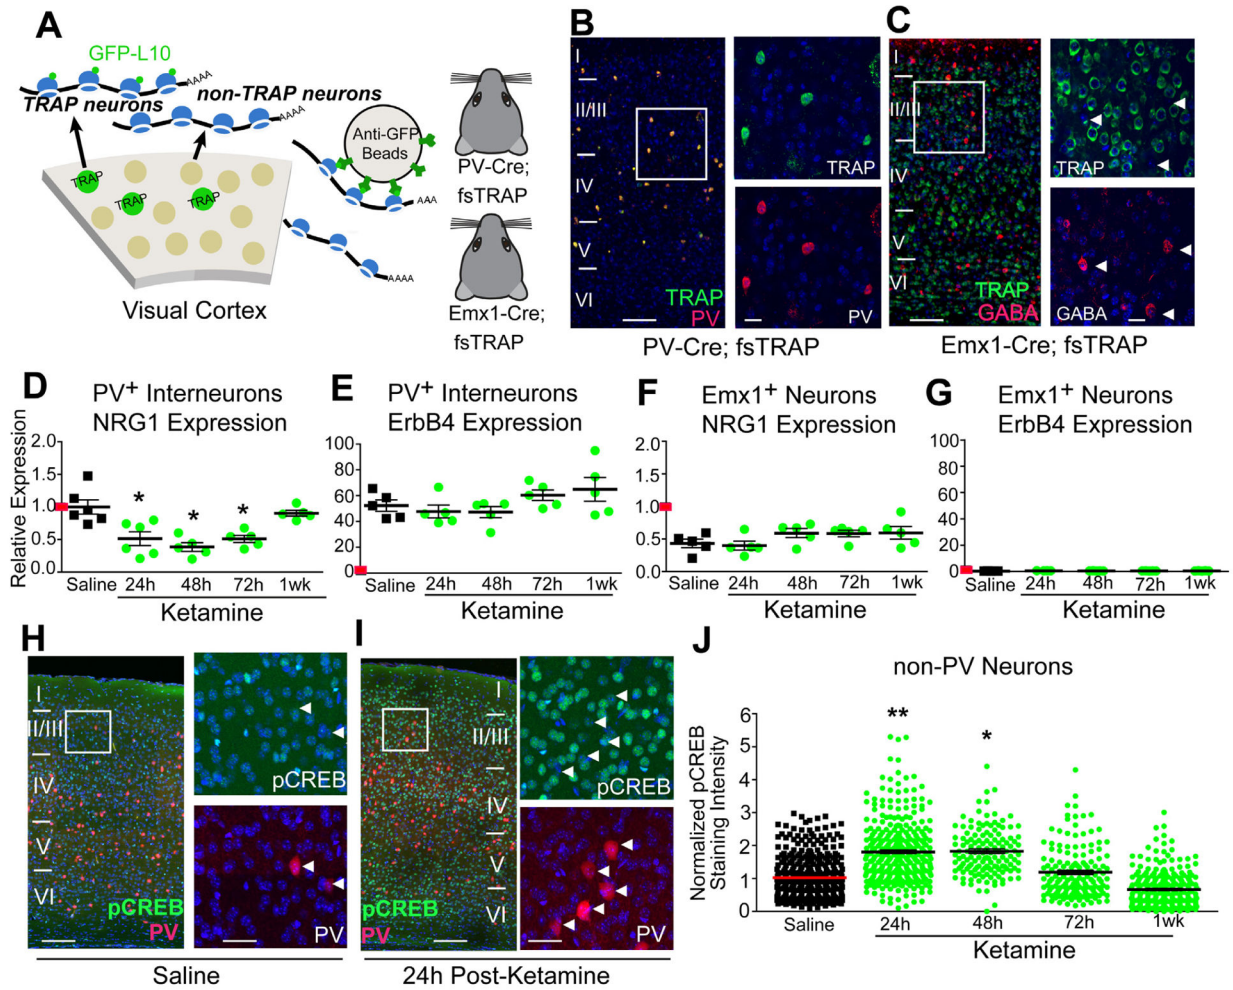 A
GFP-L10
AAAA
TRAP neurons
non-TRAP neurons
AAAA
Anti-GFP
Beads
TRAP
TRAP
TRAP
AAA
AAAA
Visual Cortex
PV-Cre;
fsTRAP
Emx1-Cre;
fsTRAP
B
I
II/III
IV
V
VI
TRAP
PV
TRAP
PV
PV-Cre; fsTRAP
C
I
II/III
IV
V
VI
TRAP
GABA
TRAP
GABA
Emx1-Cre; fsTRAP
D
PV+ Interneurons
NRG1 Expression
Relative Expression
2.0
1.5
1.0
0.5
0.0
*
*
*
Saline 24h 48h 72h 1wk
Ketamine
E
PV+ Interneurons
ErbB4 Expression
100
80
60
40
20
0
Saline 24h 48h 72h 1wk
Ketamine
F
Emx1+ Neurons
NRG1 Expression
2.0
1.5
1.0
0.5
0.0
Saline 24h 48h 72h 1wk
Ketamine
G
Emx1+ Neurons
ErbB4 Expression
100
80
60
40
20
0
Saline 24h 48h 72h 1wk
Ketamine
H
I
II/III
IV
V
VI
pCREB
PV
pCREB
PV
Saline
I
I
II/III
IV
V
VI
pCREB
PV
pCREB
PV
24h Post-Ketamine
J
non-PV Neurons
Normalized pCREB
Staining Intensity
6
5
4
3
2
1
0
**
*
Saline 24h 48h 72h 1wk
Ketamine